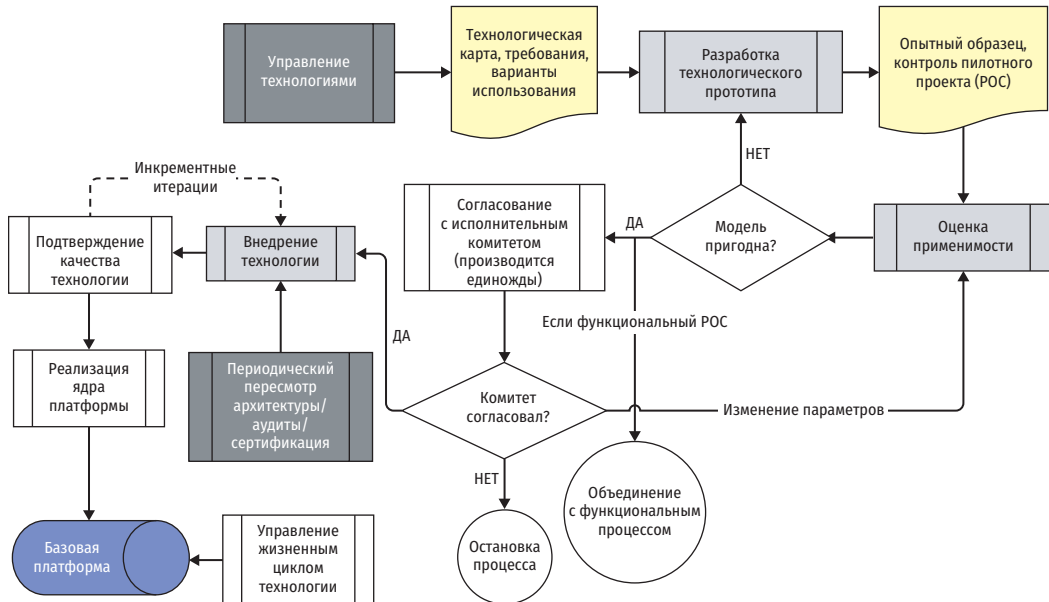 Управление
технологиями
Технологическая
карта, требования,
варианты
использования
Разработка
технологического
прототипа
Опытный образец,
контроль пилотного
проекта (POC)
НЕТ
Инкрементные
итерации
Подтверждение
качества
технологии
Внедрение
технологии
Согласование
с исполнительным
комитетом
(производится
единожды)
ДА
Модель
пригодна?
Оценка
применимости
Если функциональный POC
ДА
Реализация
ядра
платформы
Периодический
пересмотр
архитектуры/
аудиты/
сертификация
Комитет
согласовал?
Изменение параметров
НЕТ
Объединение
с функциональным
процессом
Остановка
процесса
Базовая
платформа
Управление
жизненным
циклом
технологии